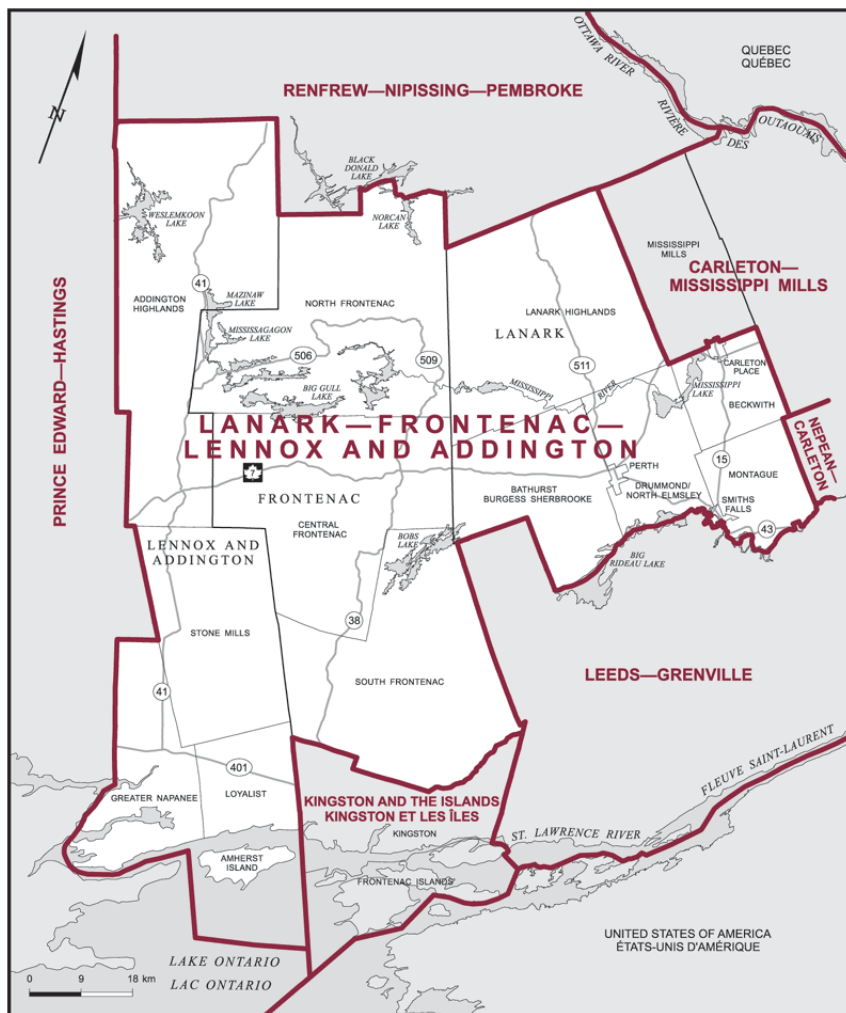 OTTAWA RIVER
RIVIÈRE
DES
OUTAOUAIS
QUEBEC
QUÉBEC
N
RENFREW—NIPISSING—PEMBROKE
BLACK
DONALD
LAKE
NORCAN
LAKE
WESLEMKOON
LAKE
MISSISSIPPI
MILLS
CARLETON—
MISSISSIPPI MILLS
41
ADDINGTON
HIGHLANDS
MAZINAW
LAKE
NORTH FRONTENAC
LANARK HIGHLANDS
LANARK
MISSISSAGAGON
LAKE
506
509
511
CARLETON
PLACE
MISSISSIPPI
LAKE
BECKWITH
BIG GULL
LAKE
MISSISSIPPI
RIVER
PRINCE EDWARD—HASTINGS
LANARK—FRONTENAC—
LENNOX AND ADDINGTON
NEPEAN—
CARLETON
7
15
PERTH
MONTAGUE
FRONTENAC
BATHURST
BURGESS SHERBROOKE
DRUMMOND/
NORTH ELMSLEY
SMITHS
FALLS
43
CENTRAL
FRONTENAC
BOBS
LAKE
LENNOX AND
ADDINGTON
BIG
RIDEAU LAKE
38
STONE MILLS
SOUTH FRONTENAC
LEEDS—GRENVILLE
41
401
GREATER NAPANEE
LOYALIST
KINGSTON AND THE ISLANDS
KINGSTON ET LES ÎLES
KINGSTON
ST. LAWRENCE RIVER
FLEUVE SAINT-LAURENT
AMHERST
ISLAND
FRONTENAC ISLANDS
UNITED STATES OF AMERICA
ÉTATS-UNIS D'AMÉRIQUE
LAKE ONTARIO
LAC ONTARIO
0 9 18 km